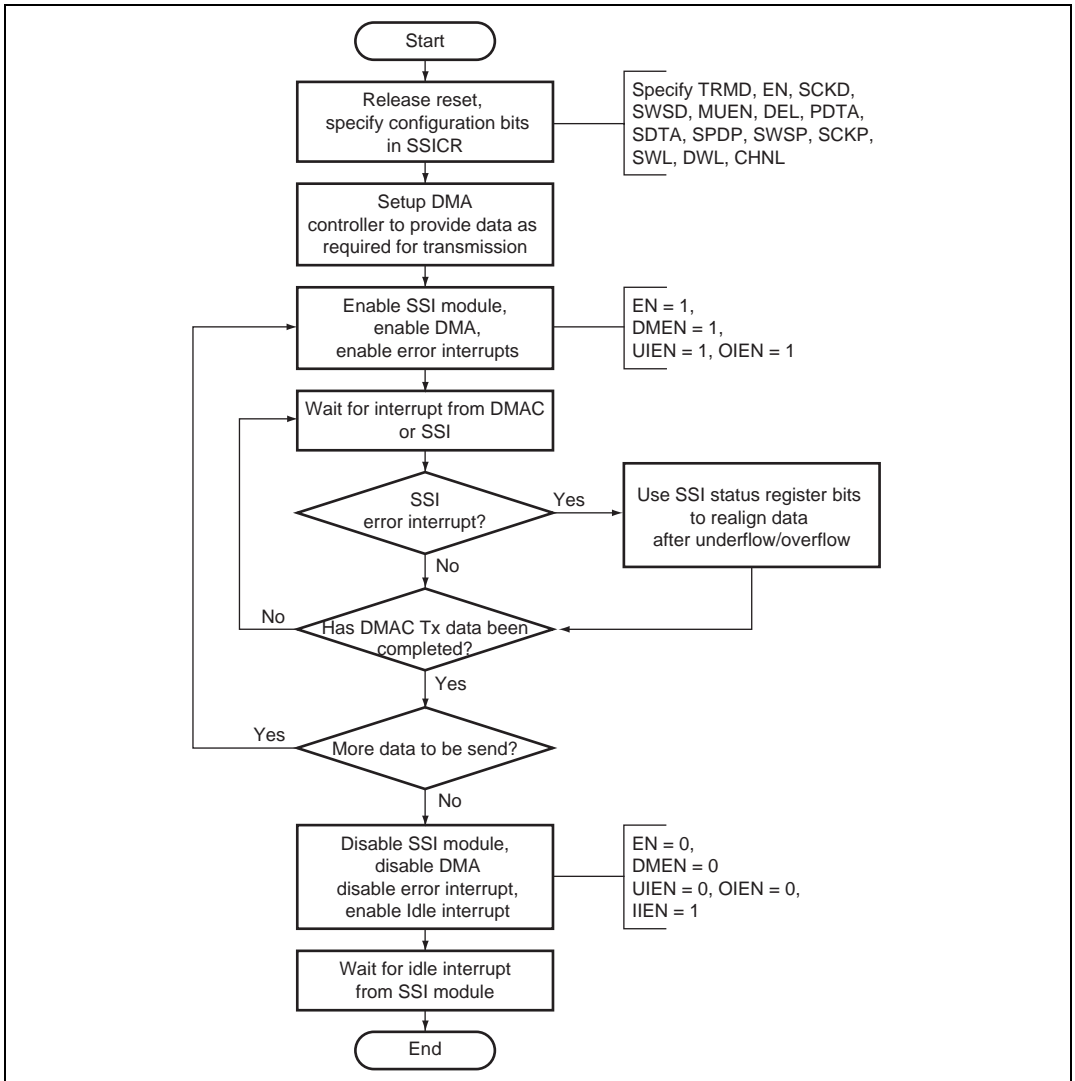 Start
Release reset,
specify configuration bits
in SSICR
Specify TRMD, EN, SCKD,
SWSD, MUEN, DEL, PDTA,
SDTA, SPDP, SWSP, SCKP,
SWL, DWL, CHNL
Setup DMA
controller to provide data as
required for transmission
Enable SSI module,
enable DMA,
enable error interrupts
EN = 1,
DMEN = 1,
UIEN = 1, OIEN = 1
Wait for interrupt from DMAC
or SSI
SSI
error interrupt?
Yes
Use SSI status register bits
to realign data
after underflow/overflow
No
No
Has DMAC Tx data been
completed?
Yes
Yes
More data to be send?
No
Disable SSI module,
disable DMA
disable error interrupt,
enable Idle interrupt
EN = 0,
DMEN = 0
UIEN = 0, OIEN = 0,
IIEN = 1
Wait for idle interrupt
from SSI module
End